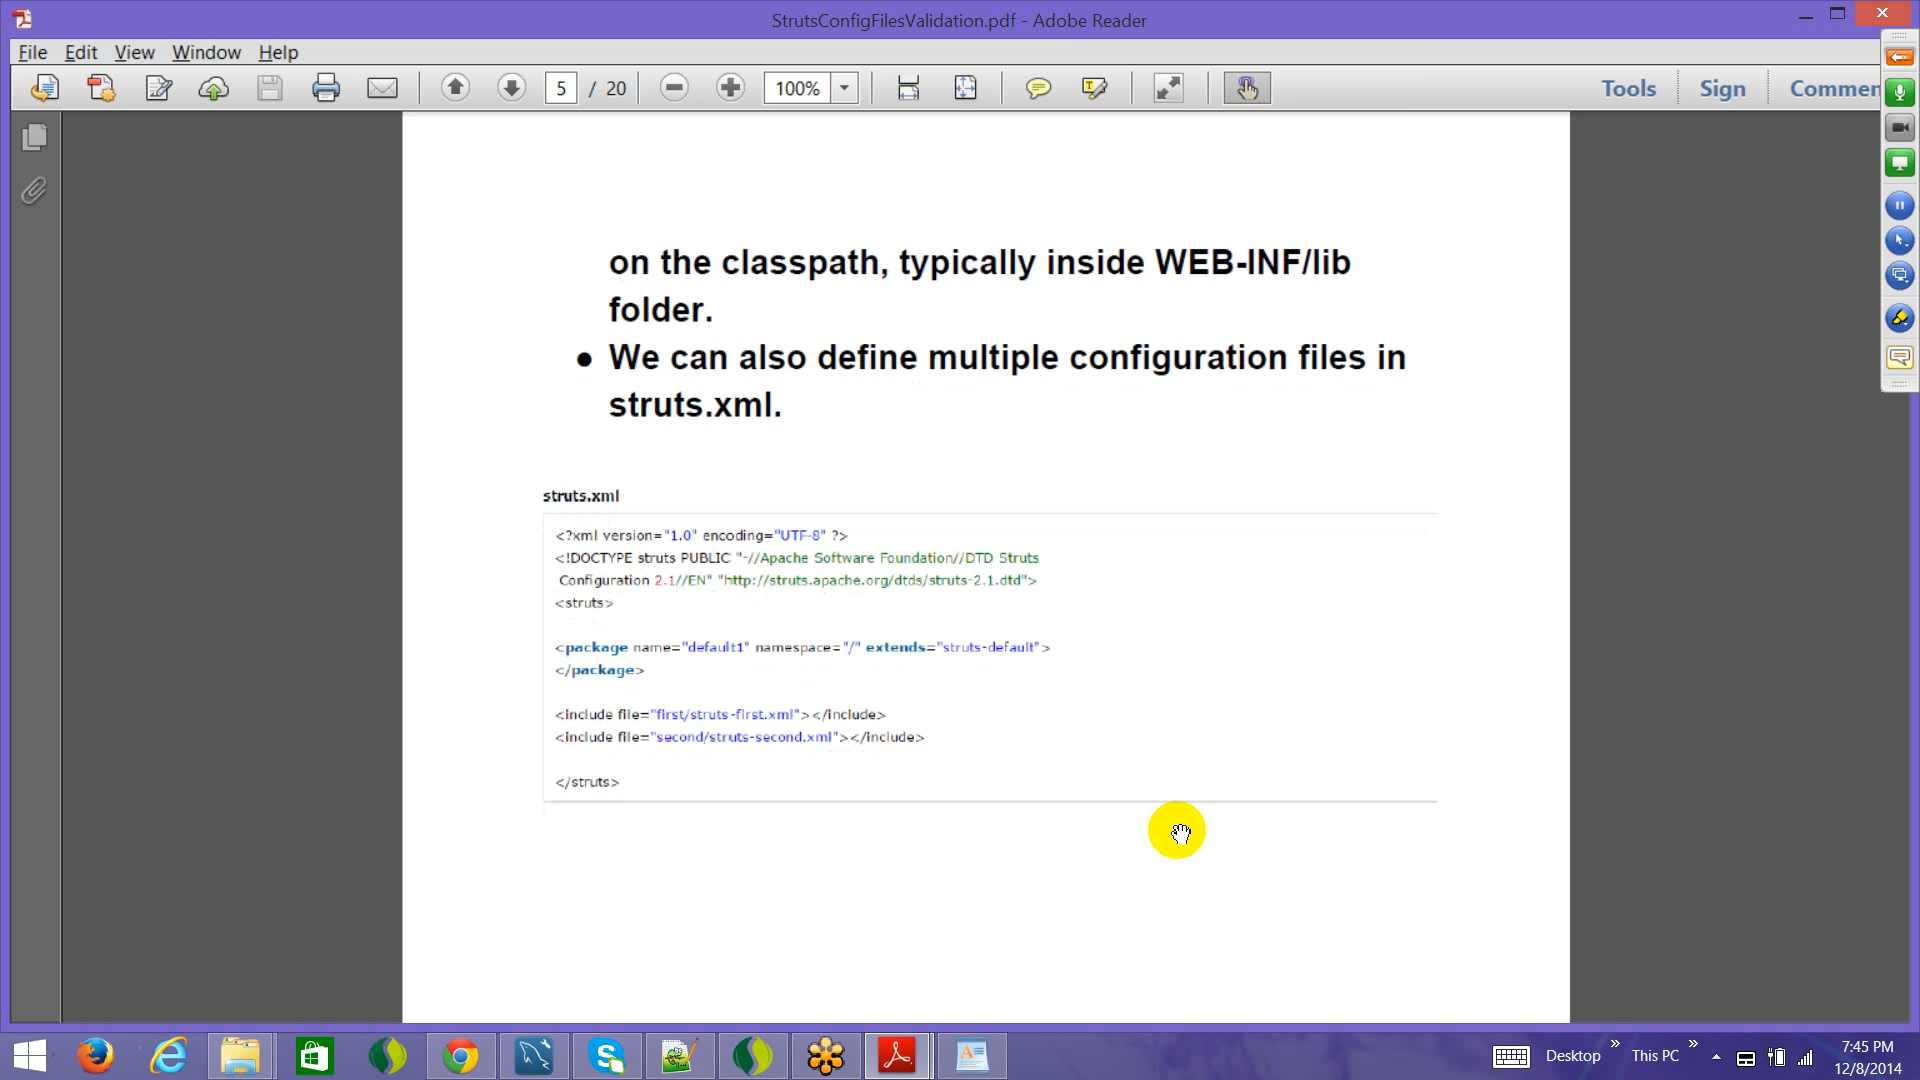 StrutsConfigFilesValidation.pdf - Adobe Reader
File Edit View Window Help
5 / 20 100% Tools Sign Commen
on the classpath, typically inside WEB-INF/lib
folder.
● We can also define multiple configuration files in
struts.xml.
struts.xml
<?xml version="1.0" encoding="UTF-8" ?>
<!DOCTYPE struts PUBLIC "-//Apache Software Foundation//DTD Struts
Configuration 2.1//EN" "http://struts.apache.org/dtds/struts-2.1.dtd">
<struts>
<package name="default1" namespace="/" extends="struts-default">
</package>
<include file="first/struts-first.xml"></include>
<include file="second/struts-second.xml"></include>
</struts>
Desktop » This PC » 7:45 PM
12/8/2014